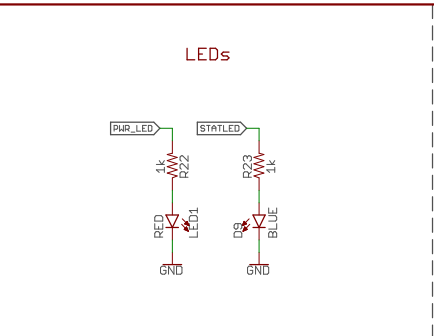 LEDs
PWR_LED
STATLED
1k
R22
R23
1k
RED
LED1
D9
BLUE
GND
GND